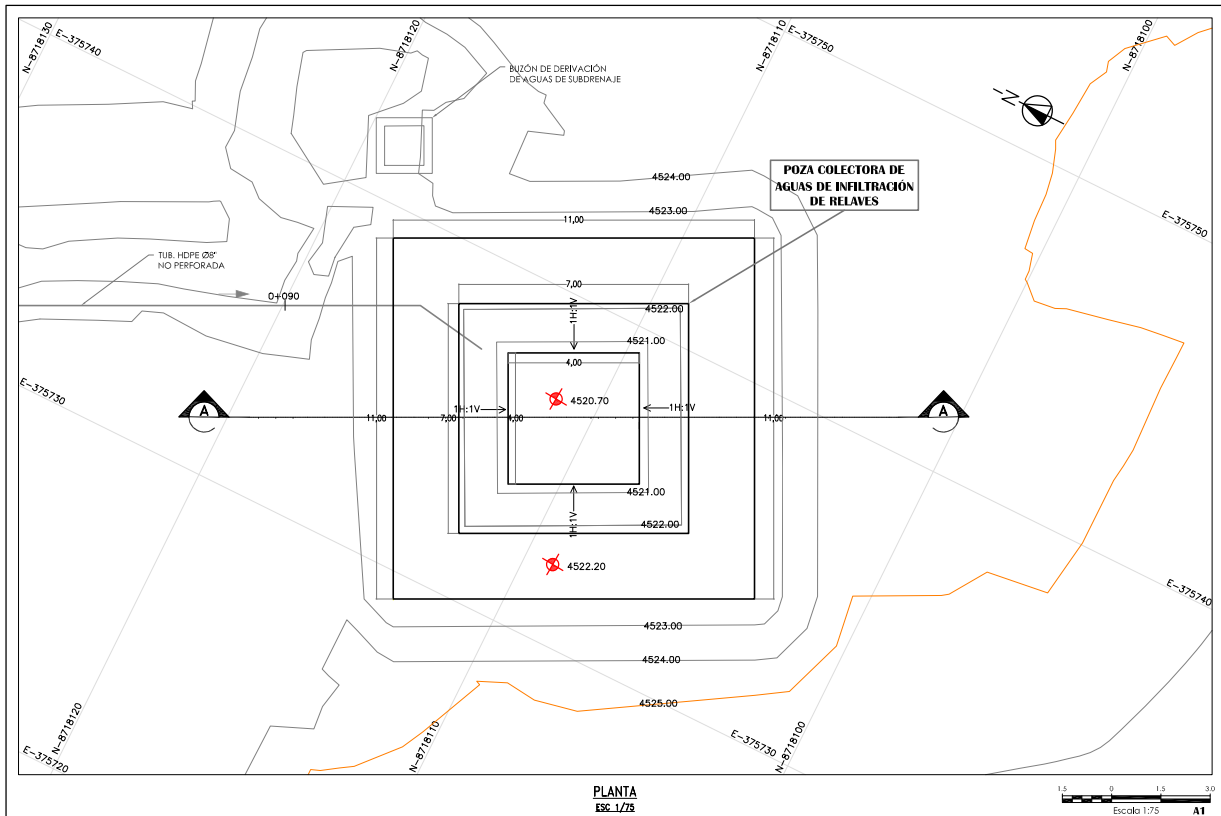 N-8718130
E-375740
N-8718120
E-375750
N-8718110
N-8718100
BUZÓN DE DERIVACIÓN
DE AGUAS DE SUBDRENAJE
N
POZA COLECTORA DE
AGUAS DE INFILTRACIÓN
DE RELAVES
4524.00
4523.00
11,00
E-375750
TUB. HDPE Ø8"
NO PERFORADA
0+090
7,00
1H:1V
4522.00
4521.00
4,00
E-375730
4520.70
A
1H:1V
1H:1V
A
11,00
7,00
4,00
11,00
4521.00
1H:1V
4522.00
4522.20
E-375740
4523.00
4524.00
4525.00
N-8718120
E-375720
N-8718110
E-375730
N-8718100
PLANTA
ESC 1/75
1.5 0 1.5 3.0
Escala 1:75 A1